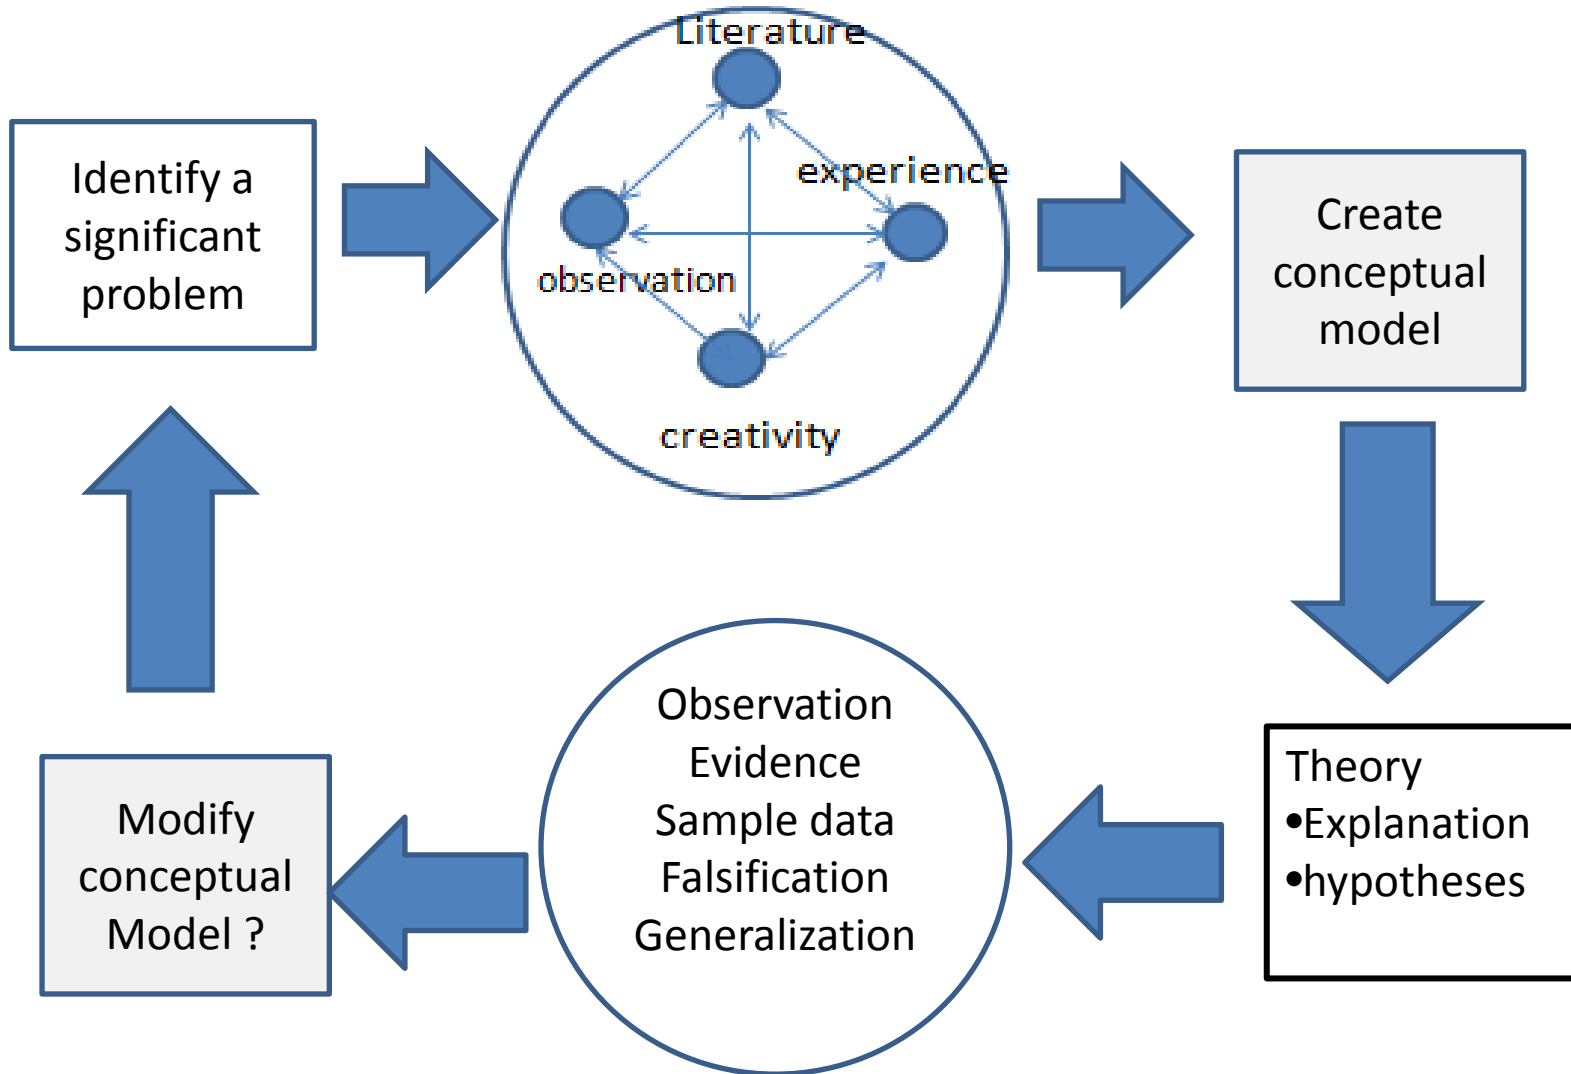 Identify a
significant
problem
Literature
experience
observation
creativity
Create
conceptual
model
Theory
•Explanation
•hypotheses
Observation
Evidence
Sample data
Falsification
Generalization
Modify
conceptual
Model ?